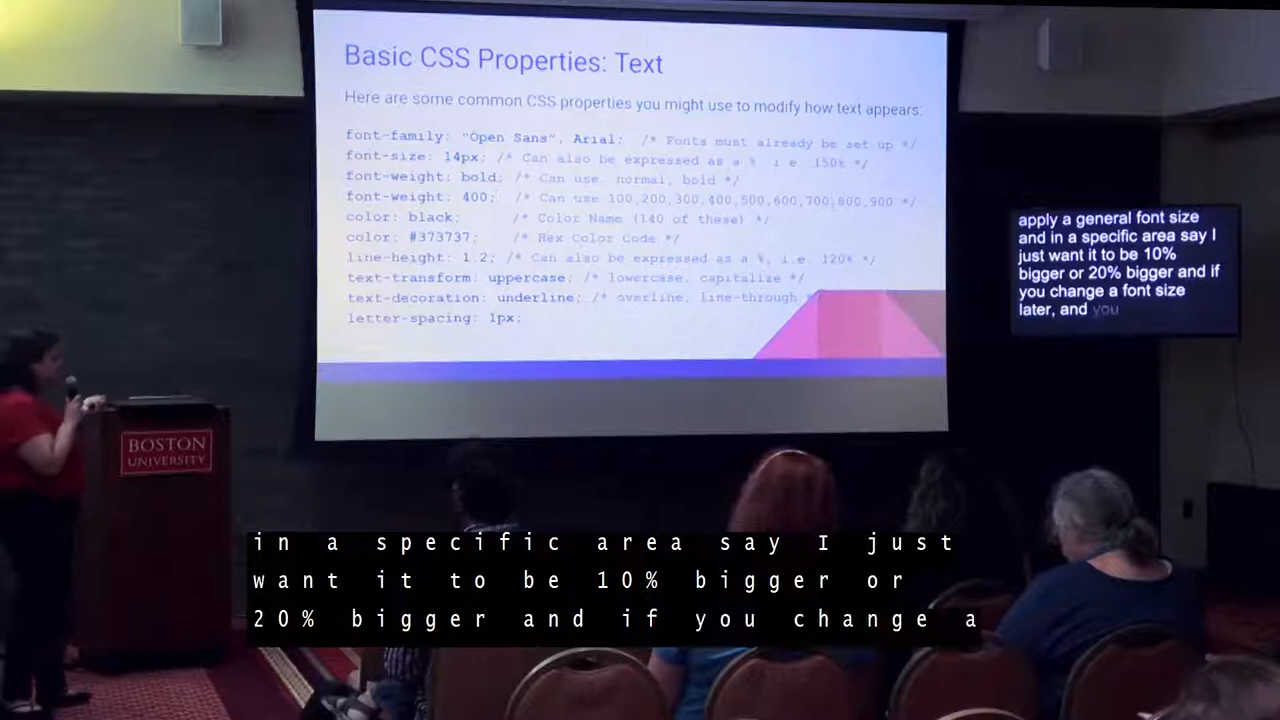 Basic CSS Properties: Text
Here are some common CSS properties you might use to modify how text appears:
font-family: "Open Sans", Arial; /* Fonts must already be set up */
font-size: 14px; /* Can also be expressed as a %, i.e. 150% */
font-weight: bold; /* Can use normal, bold */
font-weight: 400; /* Can use 100,200,300,400,500,600,700,800,900 */
color: black; /* Color Name (140 of these) */
color: #373737; /* Hex Color Code */
line-height: 1.2; /* Can also be expressed as a %, i.e. 120% */
text-transform: uppercase; /* lowercase, capitalize */
text-decoration: underline; /* overline, line-through */
letter-spacing: 1px;
apply a general font size
and in a specific area say I
just want it to be 10%
bigger or 20% bigger and if
you change a font size
later, and you
BOSTON
UNIVERSITY
in a specific area say I just
want it to be 10% bigger or
20% bigger and if you change a